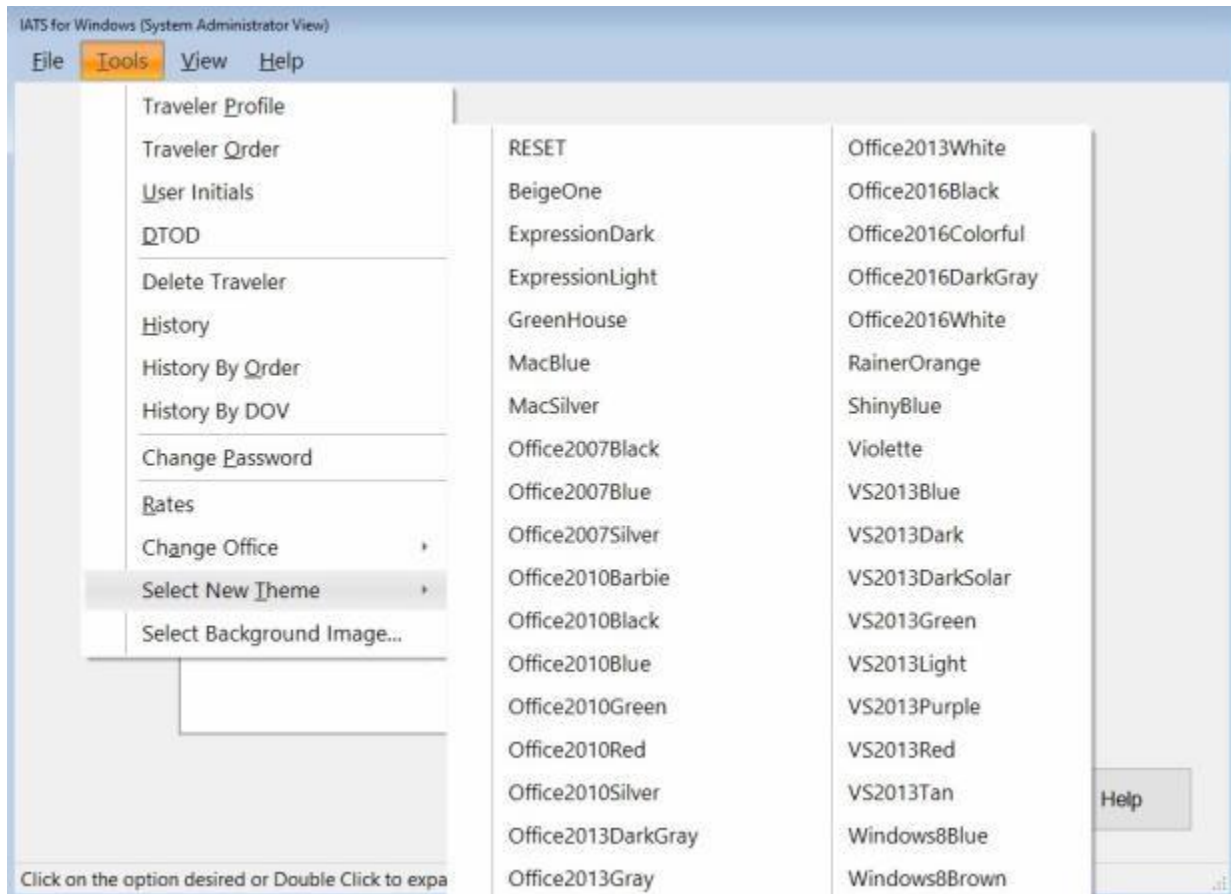 IATS for Windows (System Administrator View)
File Tools View Help
Traveler Profile
Traveler Order
User Initials
DTOD
Delete Traveler
History
History By Order
History By DOV
Change Password
Rates
Change Office
Select New Theme
Select Background Image...
RESET
BeigeOne
ExpressionDark
ExpressionLight
GreenHouse
MacBlue
MacSilver
Office2007Black
Office2007Blue
Office2007Silver
Office2010Barbie
Office2010Black
Office2010Blue
Office2010Green
Office2010Red
Office2010Silver
Office2013DarkGray
Office2013Gray
Office2013White
Office2016Black
Office2016Colorful
Office2016DarkGray
Office2016White
RainerOrange
ShinyBlue
Violette
VS2013Blue
VS2013Dark
VS2013DarkSolar
VS2013Green
VS2013Light
VS2013Purple
VS2013Red
VS2013Tan
Windows8Blue
Windows8Brown
Help
Click on the option desired or Double Click to expa